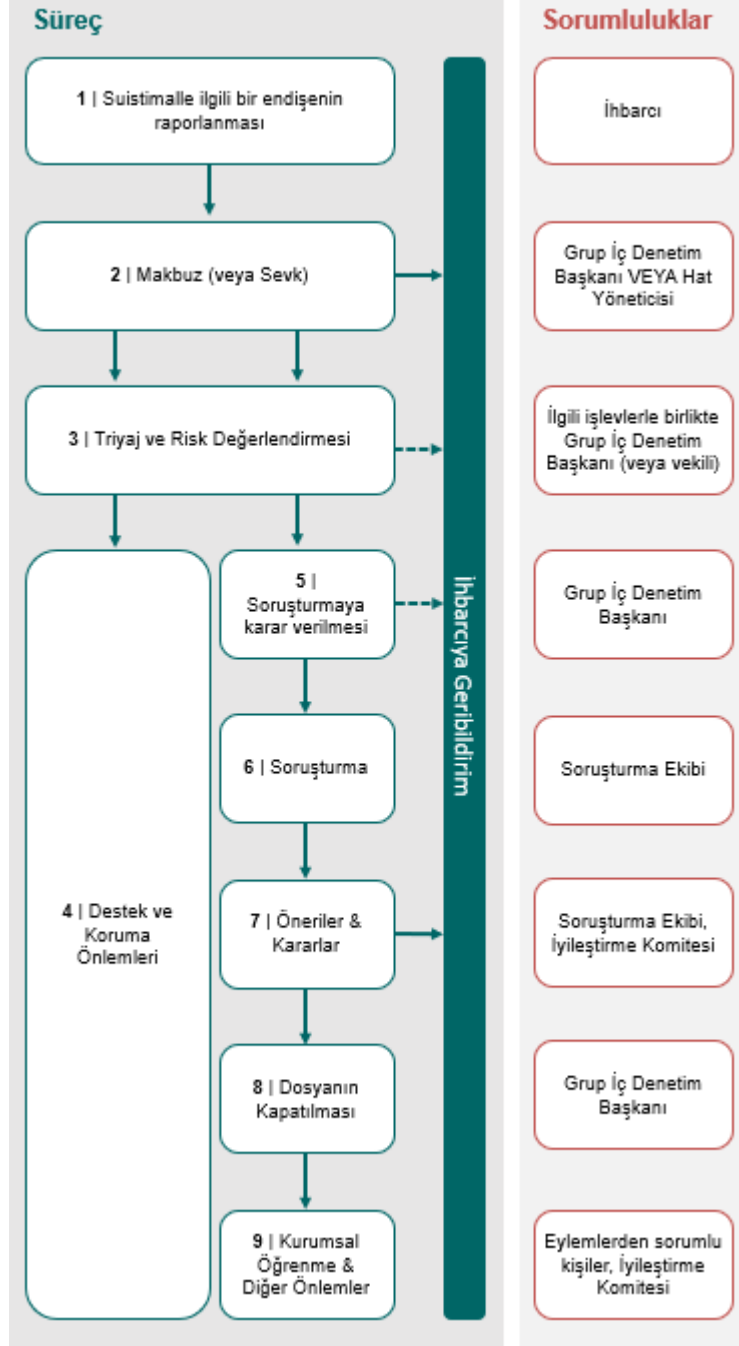 Süreç
Sorumluluklar
1 | Suistimalle ilgili bir endişenin
raporlanması
İhbarcı
2 | Makbuz (veya Sevk)
Grup İç Denetim
Başkanı VEYA Hat
Yöneticisi
3 | Triyaj ve Risk Değerlendirmesi
İlgili işlevlerle birlikte
Grup İç Denetim
Başkanı (veya vekili)
4 | Destek ve
Koruma
Önlemleri
5 |
Soruşturmaya
karar verilmesi
İhbarcıya Geribildirim
Grup İç Denetim
Başkanı
6 | Soruşturma
Soruşturma Ekibi
7 | Öneriler &
Kararlar
Soruşturma Ekibi,
İyileştirme Komitesi
8 | Dosyanın
Kapatılması
Grup İç Denetim
Başkanı
9 | Kurumsal
Öğrenme &
Diğer Önlemler
Eylemlerden sorumlu
kişiler, İyileştirme
Komitesi